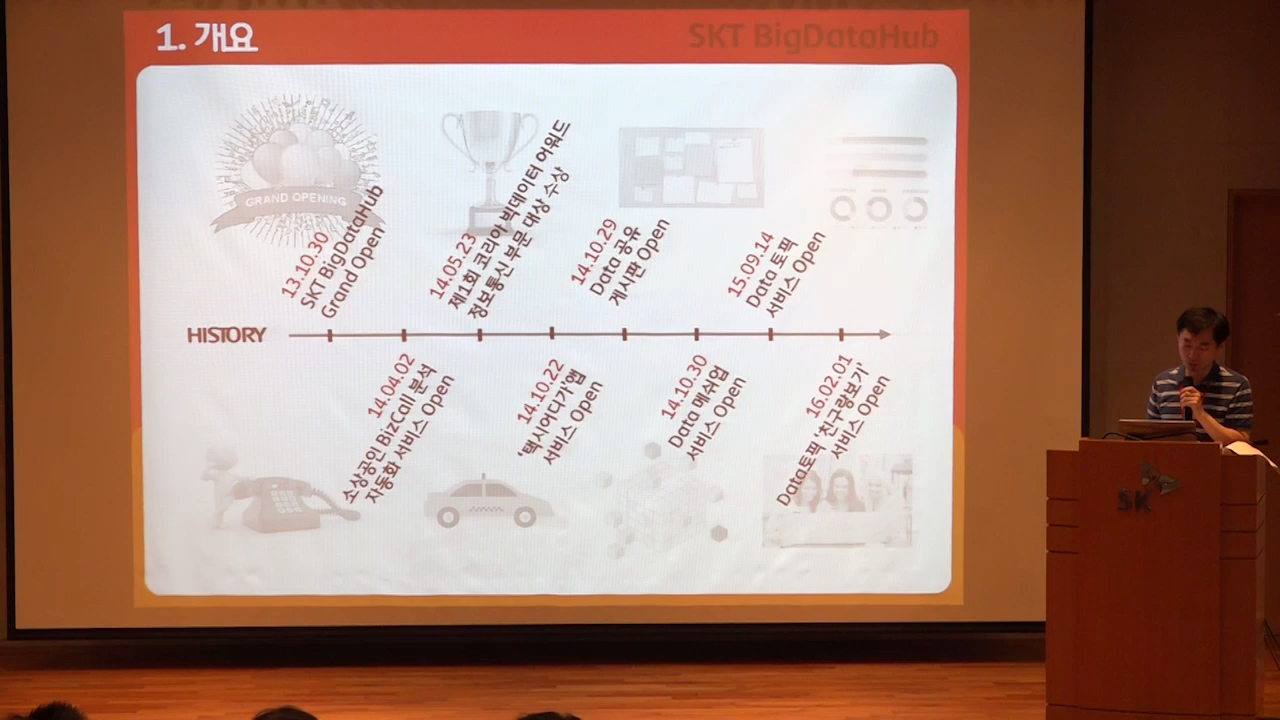 1. 개요
SKT BigDataHub
GRAND OPENING
13.10.30
SKT BigDataHub
Grand Open
14.05.23
제1회 코리아 빅데이터 어워드
정보통신 부문 대상 수상
14.10.29
Data 공유
게시판 Open
15.09.14
Data 토픽
서비스 Open
HISTORY
14.04.02
소상공인 BizCall 분석
자동화 서비스 Open
14.10.22
'택시어디가'앱
서비스 Open
14.10.30
Data 메쉬업
서비스 Open
16.02.01
Data토픽 '친구랑보기'
서비스 Open
SK